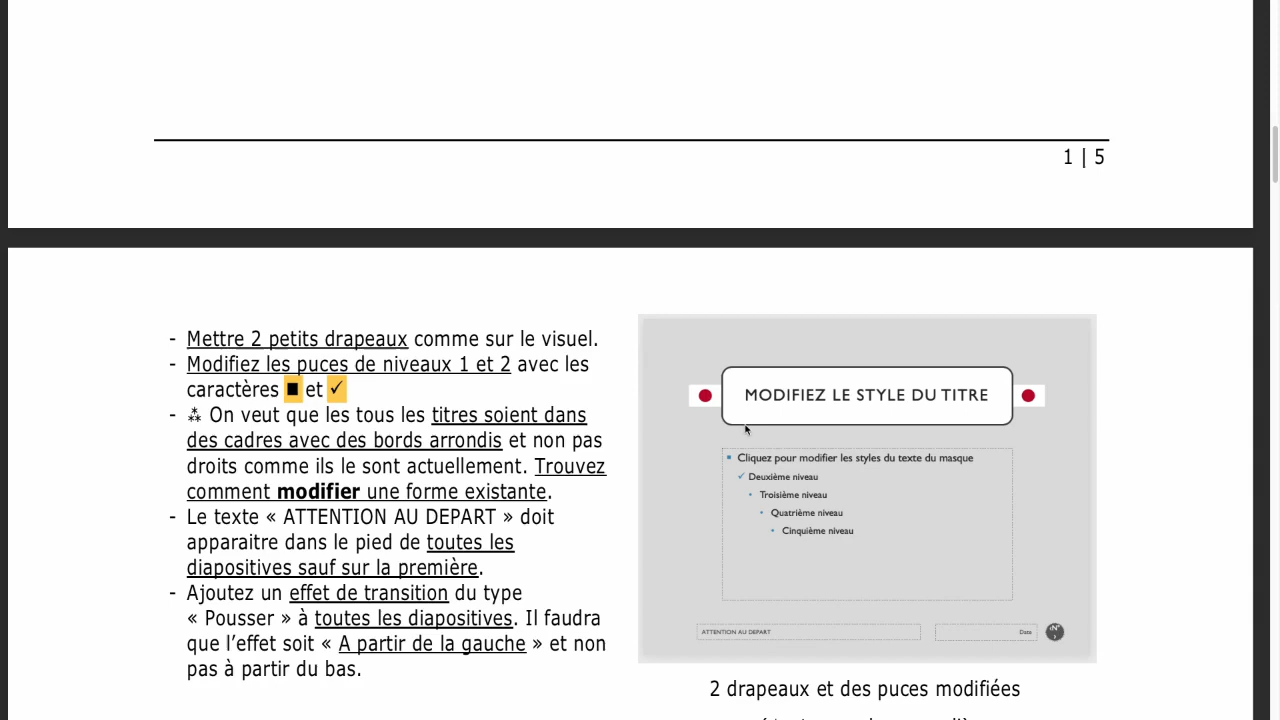 1 | 5
- Mettre 2 petits drapeaux comme sur le visuel.
- Modifiez les puces de niveaux 1 et 2 avec les
caractères ■ et ✓
- ⁂ On veut que les tous les titres soient dans
des cadres avec des bords arrondis et non pas
droits comme ils le sont actuellement. Trouvez
comment modifier une forme existante.
- Le texte « ATTENTION AU DEPART » doit
apparaitre dans le pied de toutes les
diapositives sauf sur la première.
- Ajoutez un effet de transition du type
« Pousser » à toutes les diapositives. Il faudra
que l’effet soit « A partir de la gauche » et non
pas à partir du bas.
MODIFIEZ LE STYLE DU TITRE
▪ Cliquez pour modifier les styles du texte du masque
✓ Deuxième niveau
• Troisième niveau
• Quatrième niveau
• Cinquième niveau
ATTENTION AU DEPART
Date
2 drapeaux et des puces modifiées